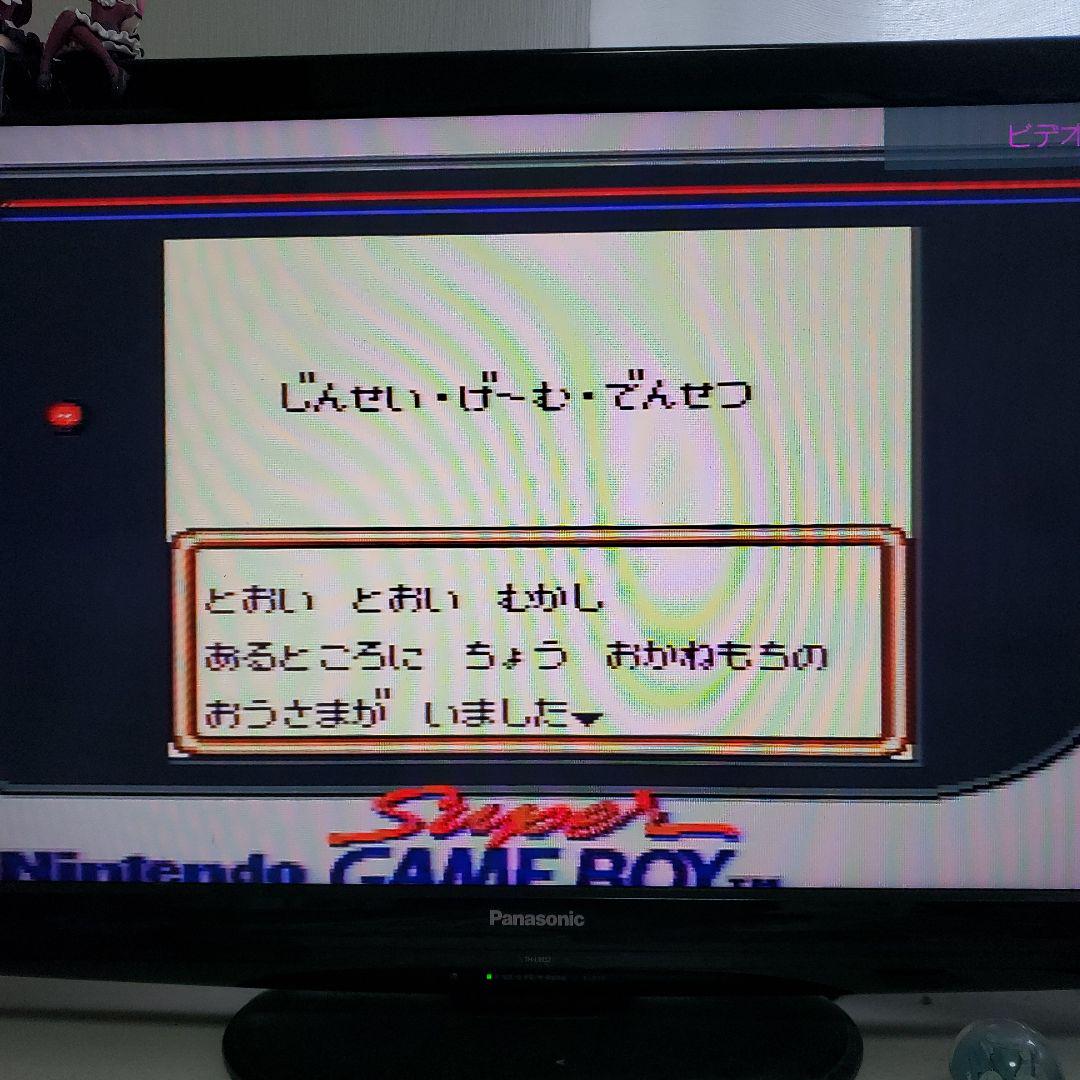 ビデオ
じんせい・げーむ・でんせつ
とおい とおい むかし
あるところに ちょう おかねもちの
おうさまが いました▼
Super
Nintendo GAME BOY™
Panasonic